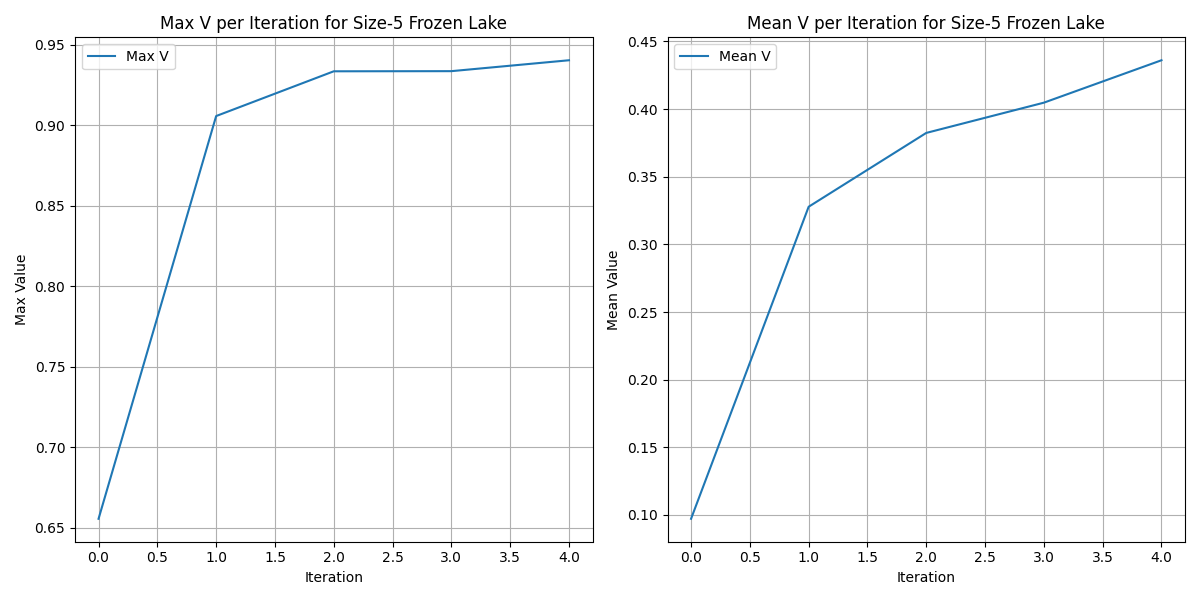 Max V per Iteration for Size-5 Frozen Lake
Max V
Max Value
0.95
0.90
0.85
0.80
0.75
0.70
0.65
0.0 0.5 1.0 1.5 2.0 2.5 3.0 3.5 4.0
Iteration
Mean V per Iteration for Size-5 Frozen Lake
Mean V
Mean Value
0.45
0.40
0.35
0.30
0.25
0.20
0.15
0.10
0.0 0.5 1.0 1.5 2.0 2.5 3.0 3.5 4.0
Iteration